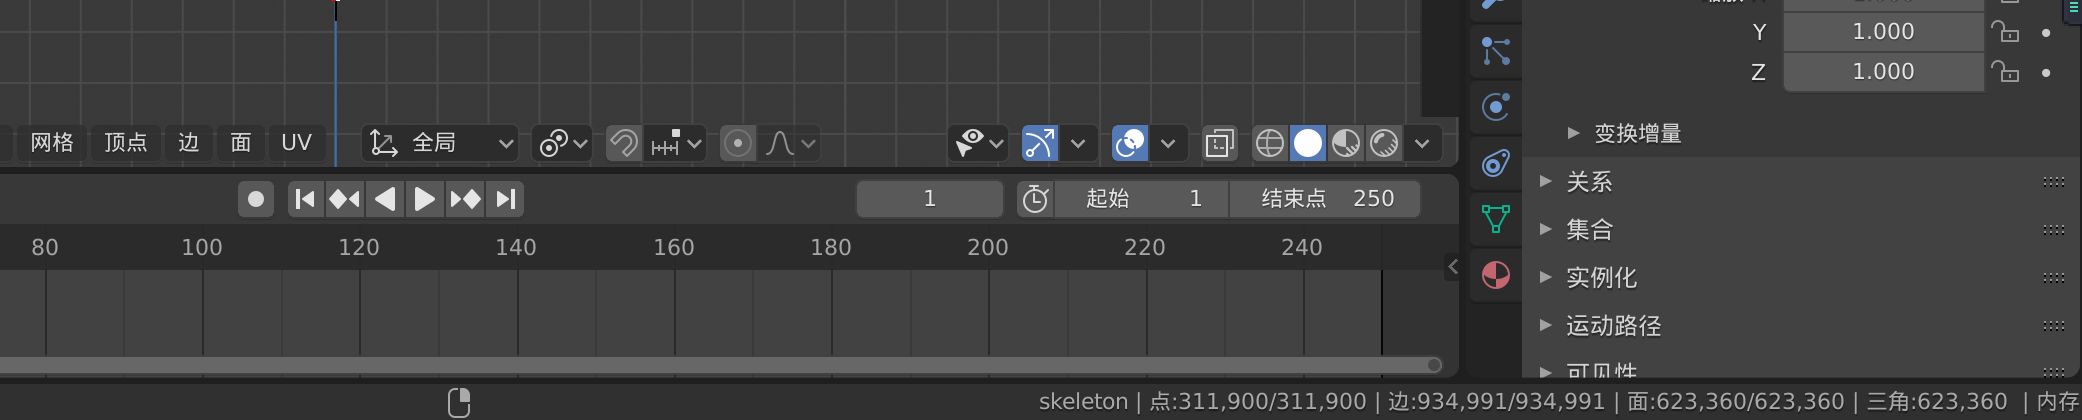 Y 1.000
Z 1.000
变换增量
网格 顶点 边 面 UV 全局
关系
1 起始 1 结束点 250
集合
80 100 120 140 160 180 200 220 240
实例化
运动路径
可见性
skeleton | 点:311,900/311,900 | 边:934,991/934,991 | 面:623,360/623,360 | 三角:623,360 | 内存